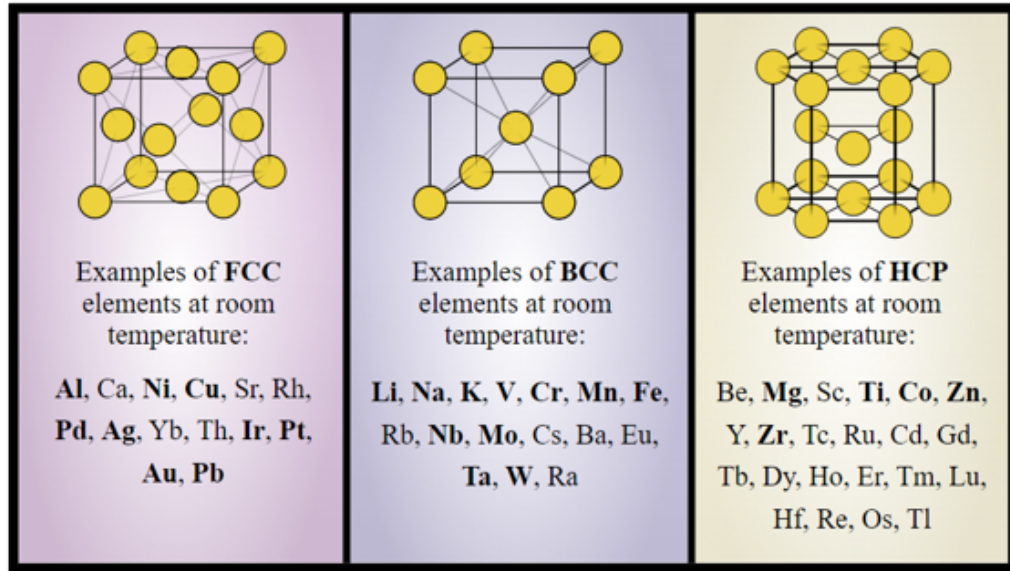 Examples of FCC
elements at room
temperature:
Al, Ca, Ni, Cu, Sr, Rh,
Pd, Ag, Yb, Th, Ir, Pt,
Au, Pb
Examples of BCC
elements at room
temperature:
Li, Na, K, V, Cr, Mn, Fe,
Rb, Nb, Mo, Cs, Ba, Eu,
Ta, W, Ra
Examples of HCP
elements at room
temperature:
Be, Mg, Sc, Ti, Co, Zn,
Y, Zr, Tc, Ru, Cd, Gd,
Tb, Dy, Ho, Er, Tm, Lu,
Hf, Re, Os, Tl